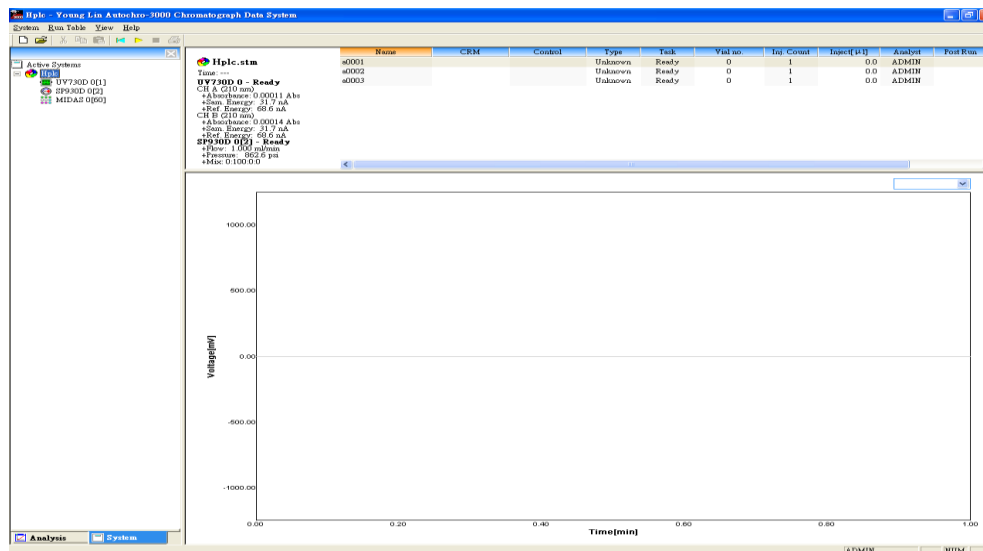 Hplc - Young Lin Autochro-3000 Chromatograph Data System
System Run Table View Help
Active Systems
Hplc
UV730D 0[1]
SP930D 0[2]
MIDAS 0[60]
Hplc.stm
Time: ---
UV730D 0 - Ready
CH A (210 nm)
+Absorbance: 0.00011 Abs
+Sam. Energy: 31.7 nA
+Ref. Energy: 68.6 nA
CH B (210 nm)
+Absorbance: 0.00014 Abs
+Sam. Energy: 31.7 nA
+Ref. Energy: 68.6 nA
SP930D 0[2] - Ready
+Flow: 1.000 ml/min
+Pressure: 862.6 psi
+Mix: 0:100:0:0
Name CRM Control Type Task Vial no. Inj. Count Inject[µl] Analyst Post Run
s0001 Unknown Ready 0 1 0.0 ADMIN
s0002 Unknown Ready 0 1 0.0 ADMIN
s0003 Unknown Ready 0 1 0.0 ADMIN
1000.00
500.00
0.00
-500.00
-1000.00
Voltage[mV]
0.00 0.20 0.40 0.60 0.80 1.00
Time[min]
Analysis System
ADMIN NUM